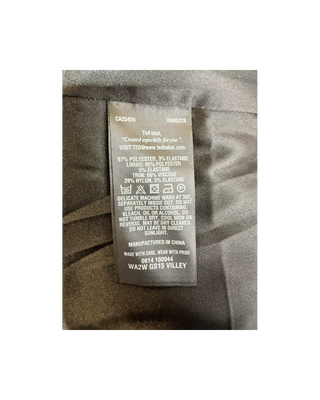 CA25459
Ted says,
"Created especially for you".
VISIT TED@www.tedbaker.com
97% POLYESTER, 3% ELASTANE
LINING: 95% POLYESTER
5% ELASTANE
TRIM: 66% VISCOSE
29% NYLON, 5% ELASTANE
DELICATE MACHINE WASH AT 30C,
SEPARATELY INSIDE OUT. DO NOT
USE PRODUCTS CONTAINING
BLEACH, OIL OR ALCOHOL. DO
NOT TUMBLE DRY. COOL IRON ON
REVERSE. MAY BE DRY CLEANED.
DO NOT LEAVE IN DIRECT
SUNLIGHT.
MANUFACTURED IN CHINA
MADE WITH CARE, WEAR WITH PRIDE
0014 100044
WA2W GS15 VILLEY